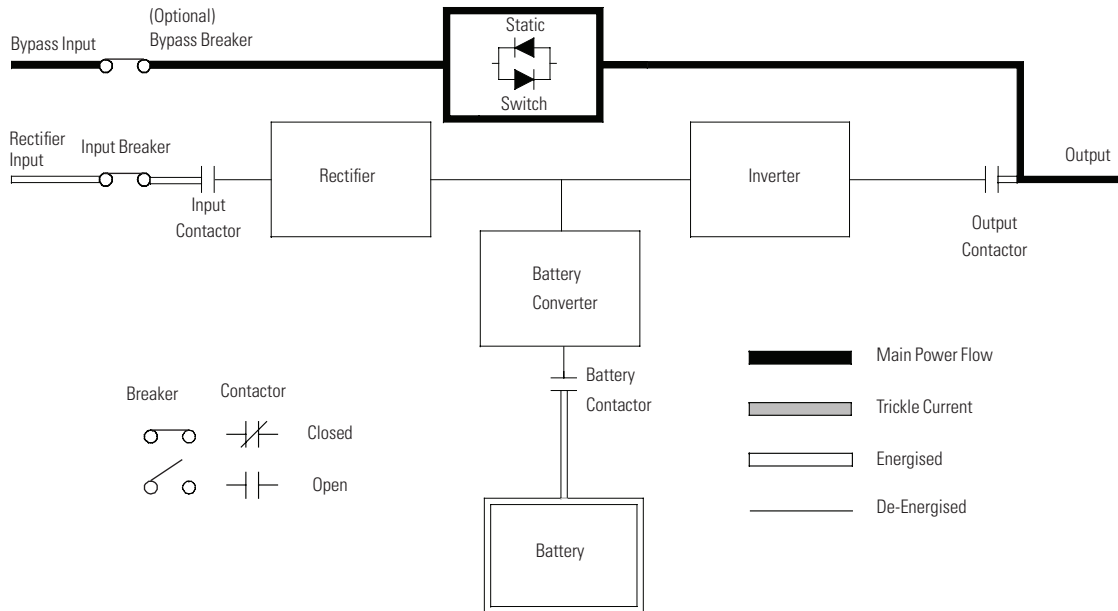 (Optional)
Bypass Input
Bypass Breaker
Static
Switch
Rectifier
Input
Input Breaker
Input
Contactor
Rectifier
Inverter
Output
Output
Contactor
Battery
Converter
Battery
Contactor
Battery
Breaker
Contactor
Closed
Open
Main Power Flow
Trickle Current
Energised
De-Energised